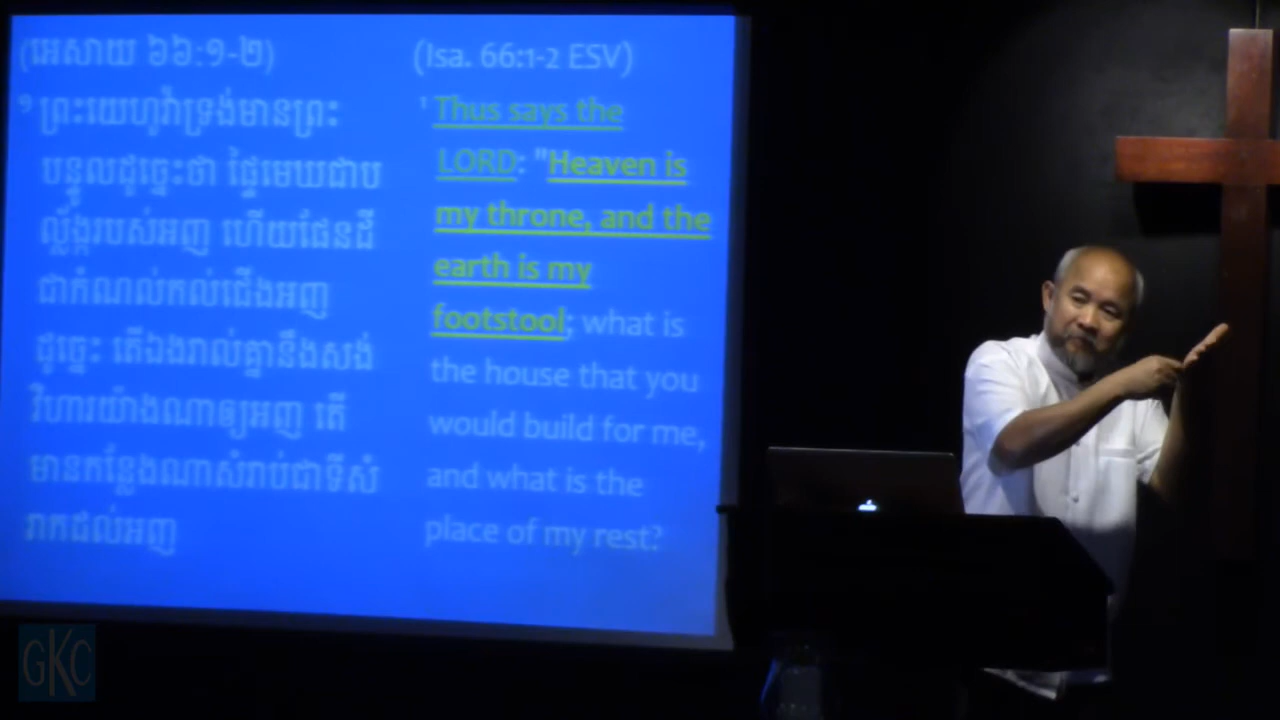 (អេសាយ ៦៦:១-២)
១ ព្រះយេហូវ៉ាទ្រង់មានព្រះ
បន្ទូលដូច្នេះថា ផ្ទៃមេឃជាប
ល្ល័ង្ករបស់អញ ហើយផែនដី
ជាកំណល់កល់ជើងអញ
ដូច្នេះ តើឯងរាល់គ្នានឹងសង់
វិហារយ៉ាងណាឲ្យអញ តើ
មានកន្លែងណាសំរាប់ជាទីសំ
រាកដល់អញ
(Isa. 66:1-2 ESV)
1 Thus says the
LORD: "Heaven is
my throne, and the
earth is my
footstool; what is
the house that you
would build for me,
and what is the
place of my rest?
GKC